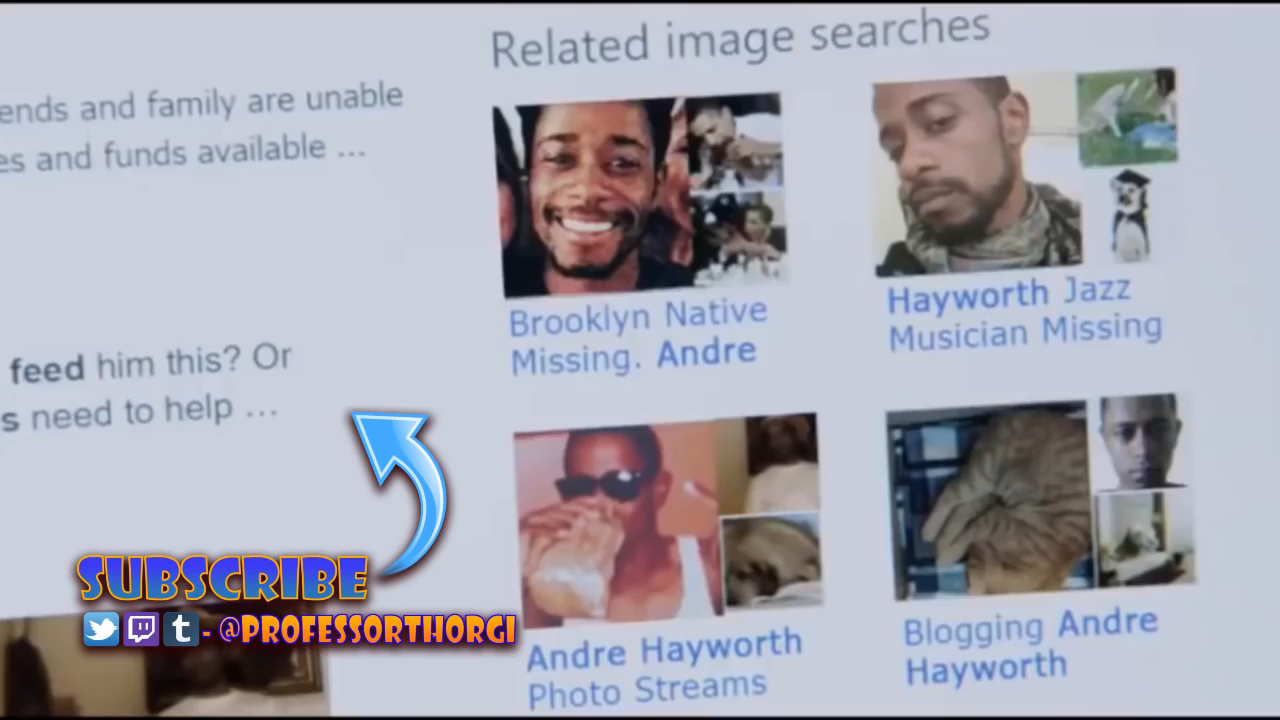 Related image searches
ends and family are unable
es and funds available ...
Brooklyn Native
Missing. Andre
Hayworth Jazz
Musician Missing
feed him this? Or
s need to help ...
SUBSCRIBE
t - @PROFESSORTHORGI
Andre Hayworth
Photo Streams
Blogging Andre
Hayworth